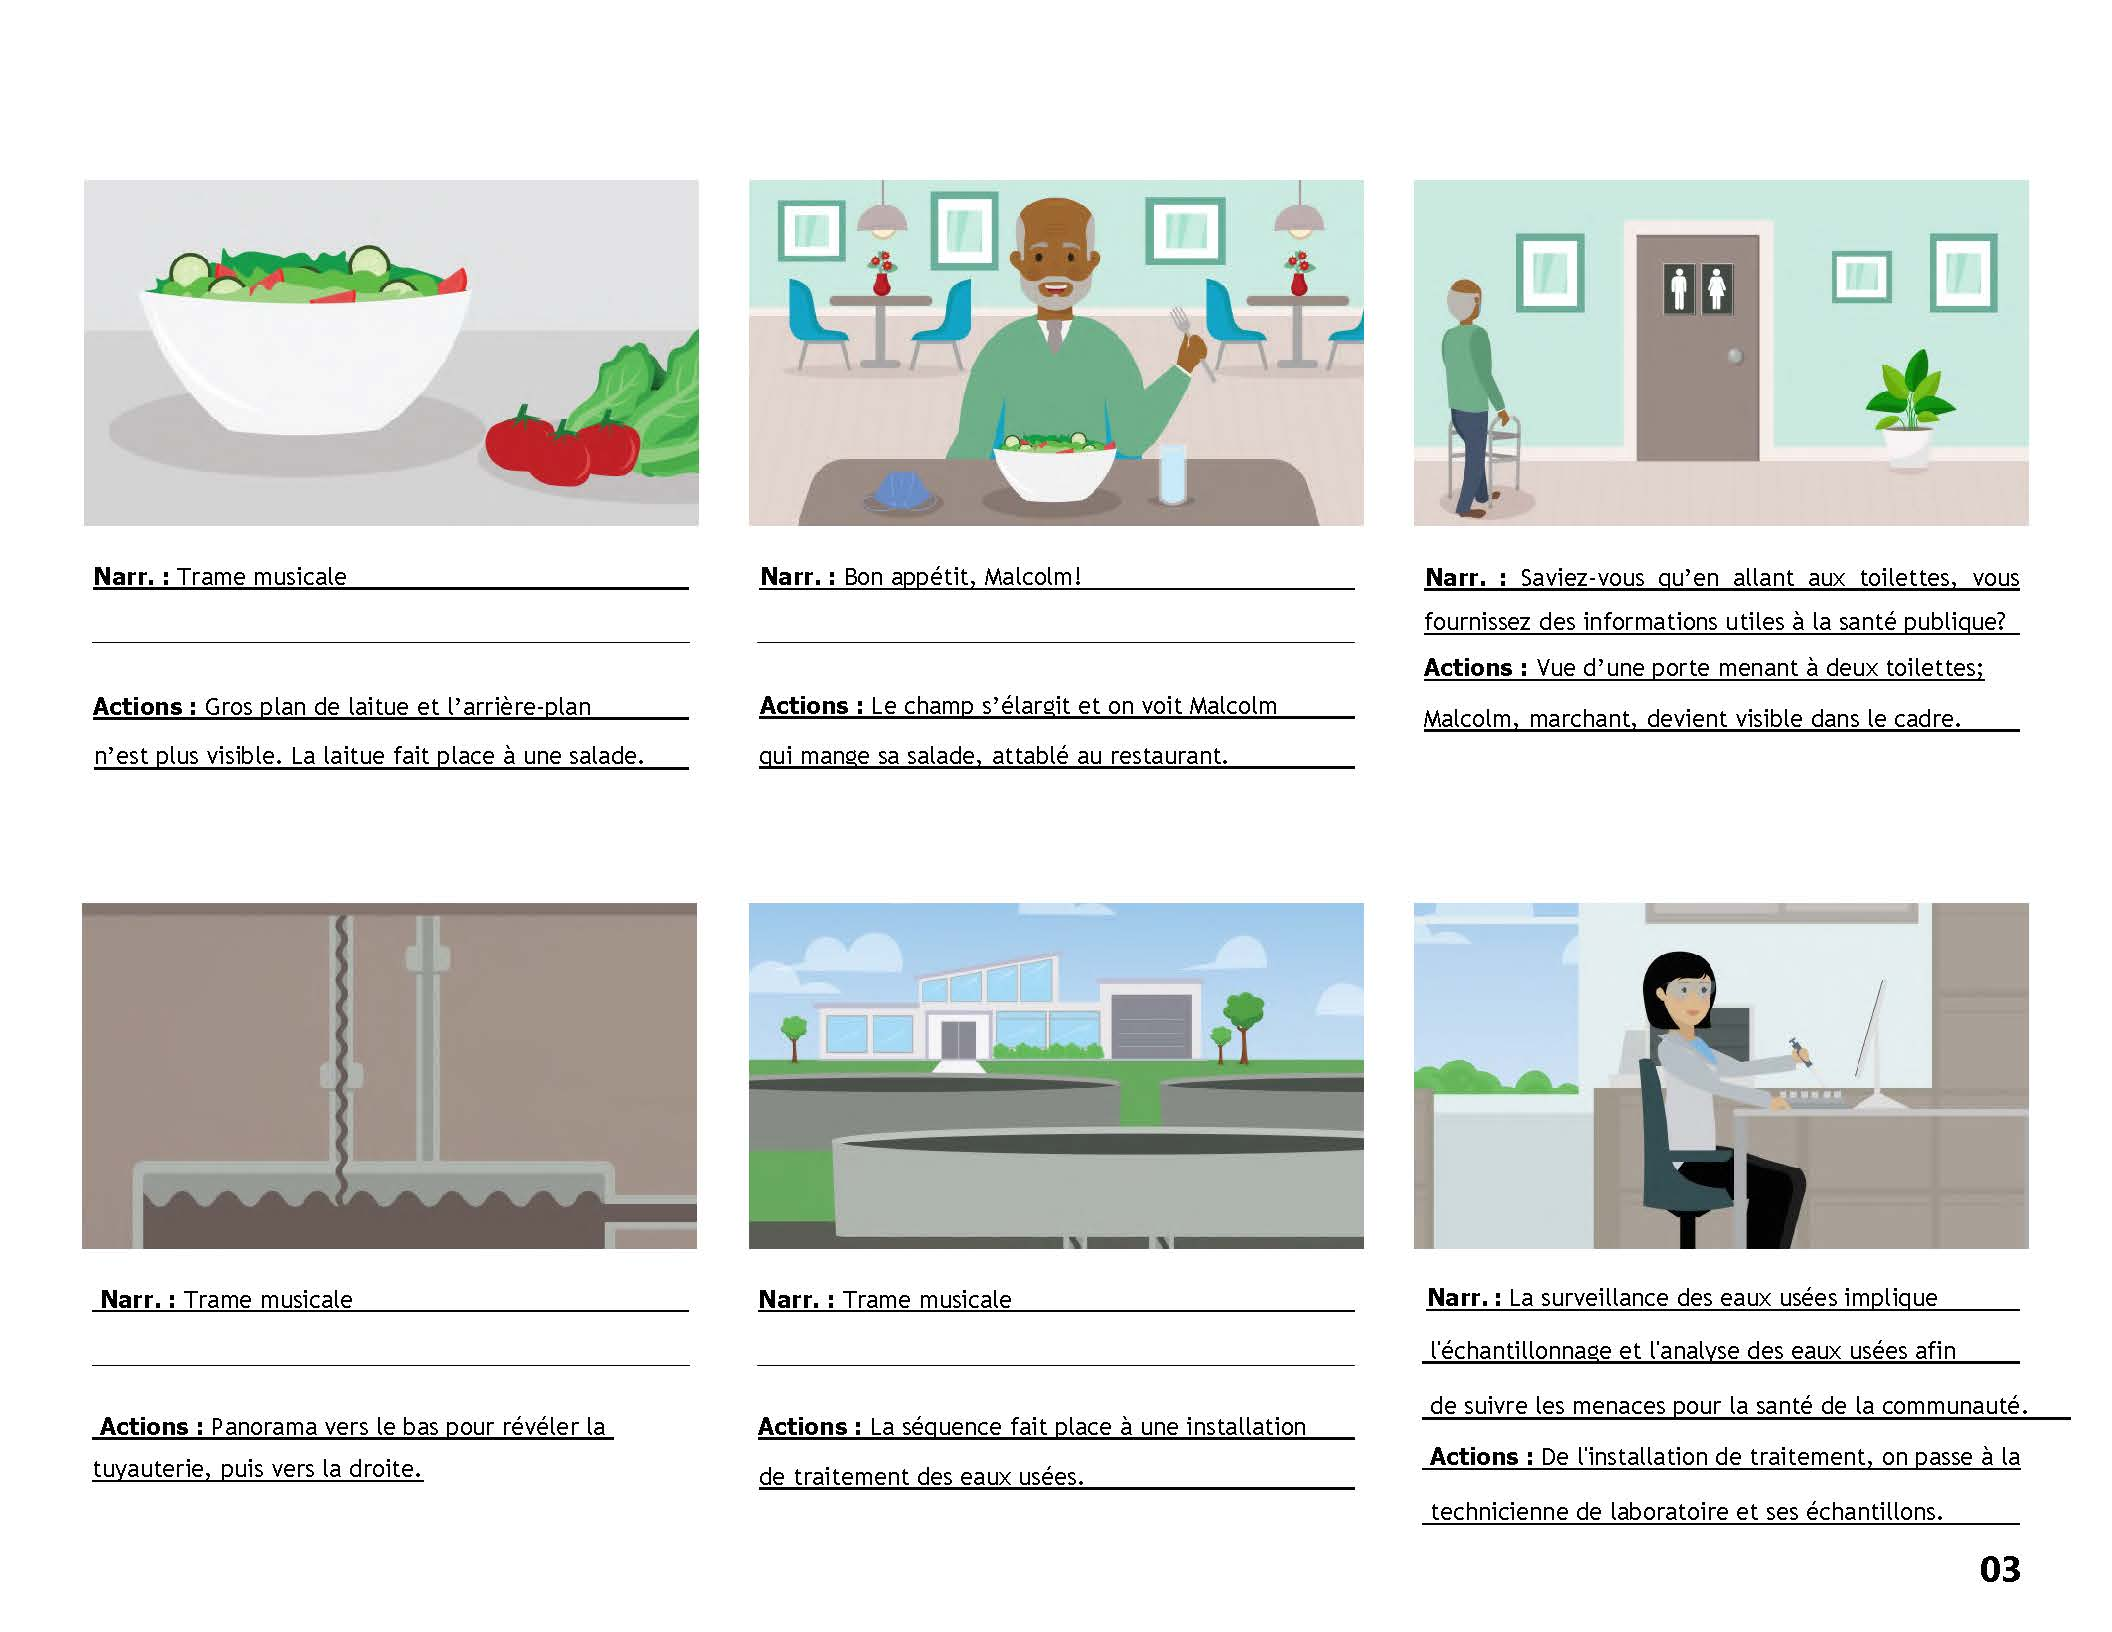 Narr. : Trame musicale
Actions : Gros plan de laitue et l’arrière-plan
n’est plus visible. La laitue fait place à une salade.
Narr. : Bon appétit, Malcolm!
Actions : Le champ s’élargit et on voit Malcolm
qui mange sa salade, attablé au restaurant.
Narr. : Saviez-vous qu’en allant aux toilettes, vous
fournissez des informations utiles à la santé publique?
Actions : Vue d’une porte menant à deux toilettes;
Malcolm, marchant, devient visible dans le cadre.
Narr. : Trame musicale
Actions : Panorama vers le bas pour révéler la
tuyauterie, puis vers la droite.
Narr. : Trame musicale
Actions : La séquence fait place à une installation
de traitement des eaux usées.
Narr. : La surveillance des eaux usées implique
l'échantillonnage et l'analyse des eaux usées afin
de suivre les menaces pour la santé de la communauté.
Actions : De l'installation de traitement, on passe à la
technicienne de laboratoire et ses échantillons.
03